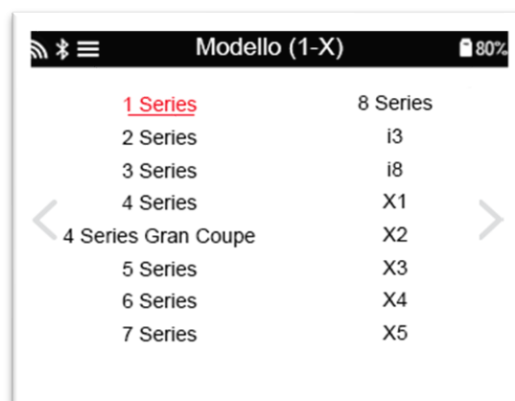 Modello (1-X) 80%
1 Series
2 Series
3 Series
4 Series
4 Series Gran Coupe
5 Series
6 Series
7 Series
8 Series
i3
i8
X1
X2
X3
X4
X5